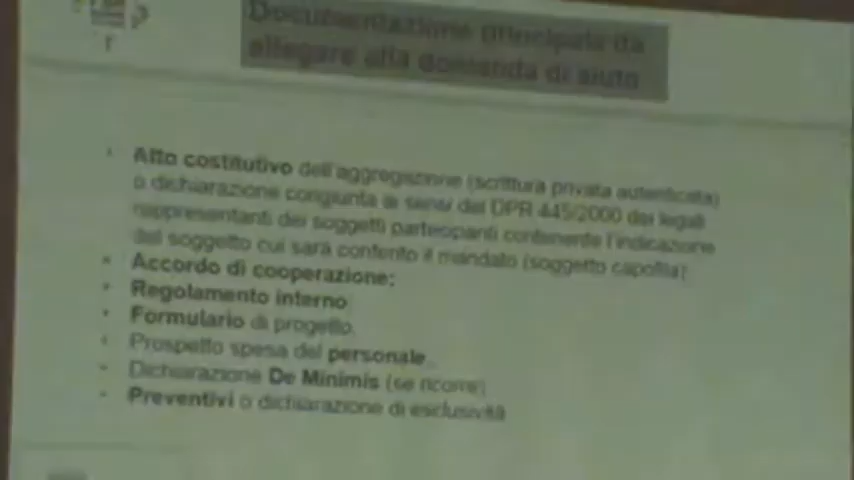 Documentazione principale da
allegare alla domanda di aiuto
• Atto costitutivo dell'aggregazione (scrittura privata autenticata)
o dichiarazione congiunta ai sensi del DPR 445/2000 dei legali
rappresentanti dei soggetti partecipanti contenente l'indicazione
del soggetto cui sarà conferito il mandato (soggetto capofila)
• Accordo di cooperazione;
• Regolamento interno
• Formulario di progetto.
• Prospetto spesa del personale
• Dichiarazione De Minimis (se ricorre)
• Preventivi o dichiarazione di esclusività